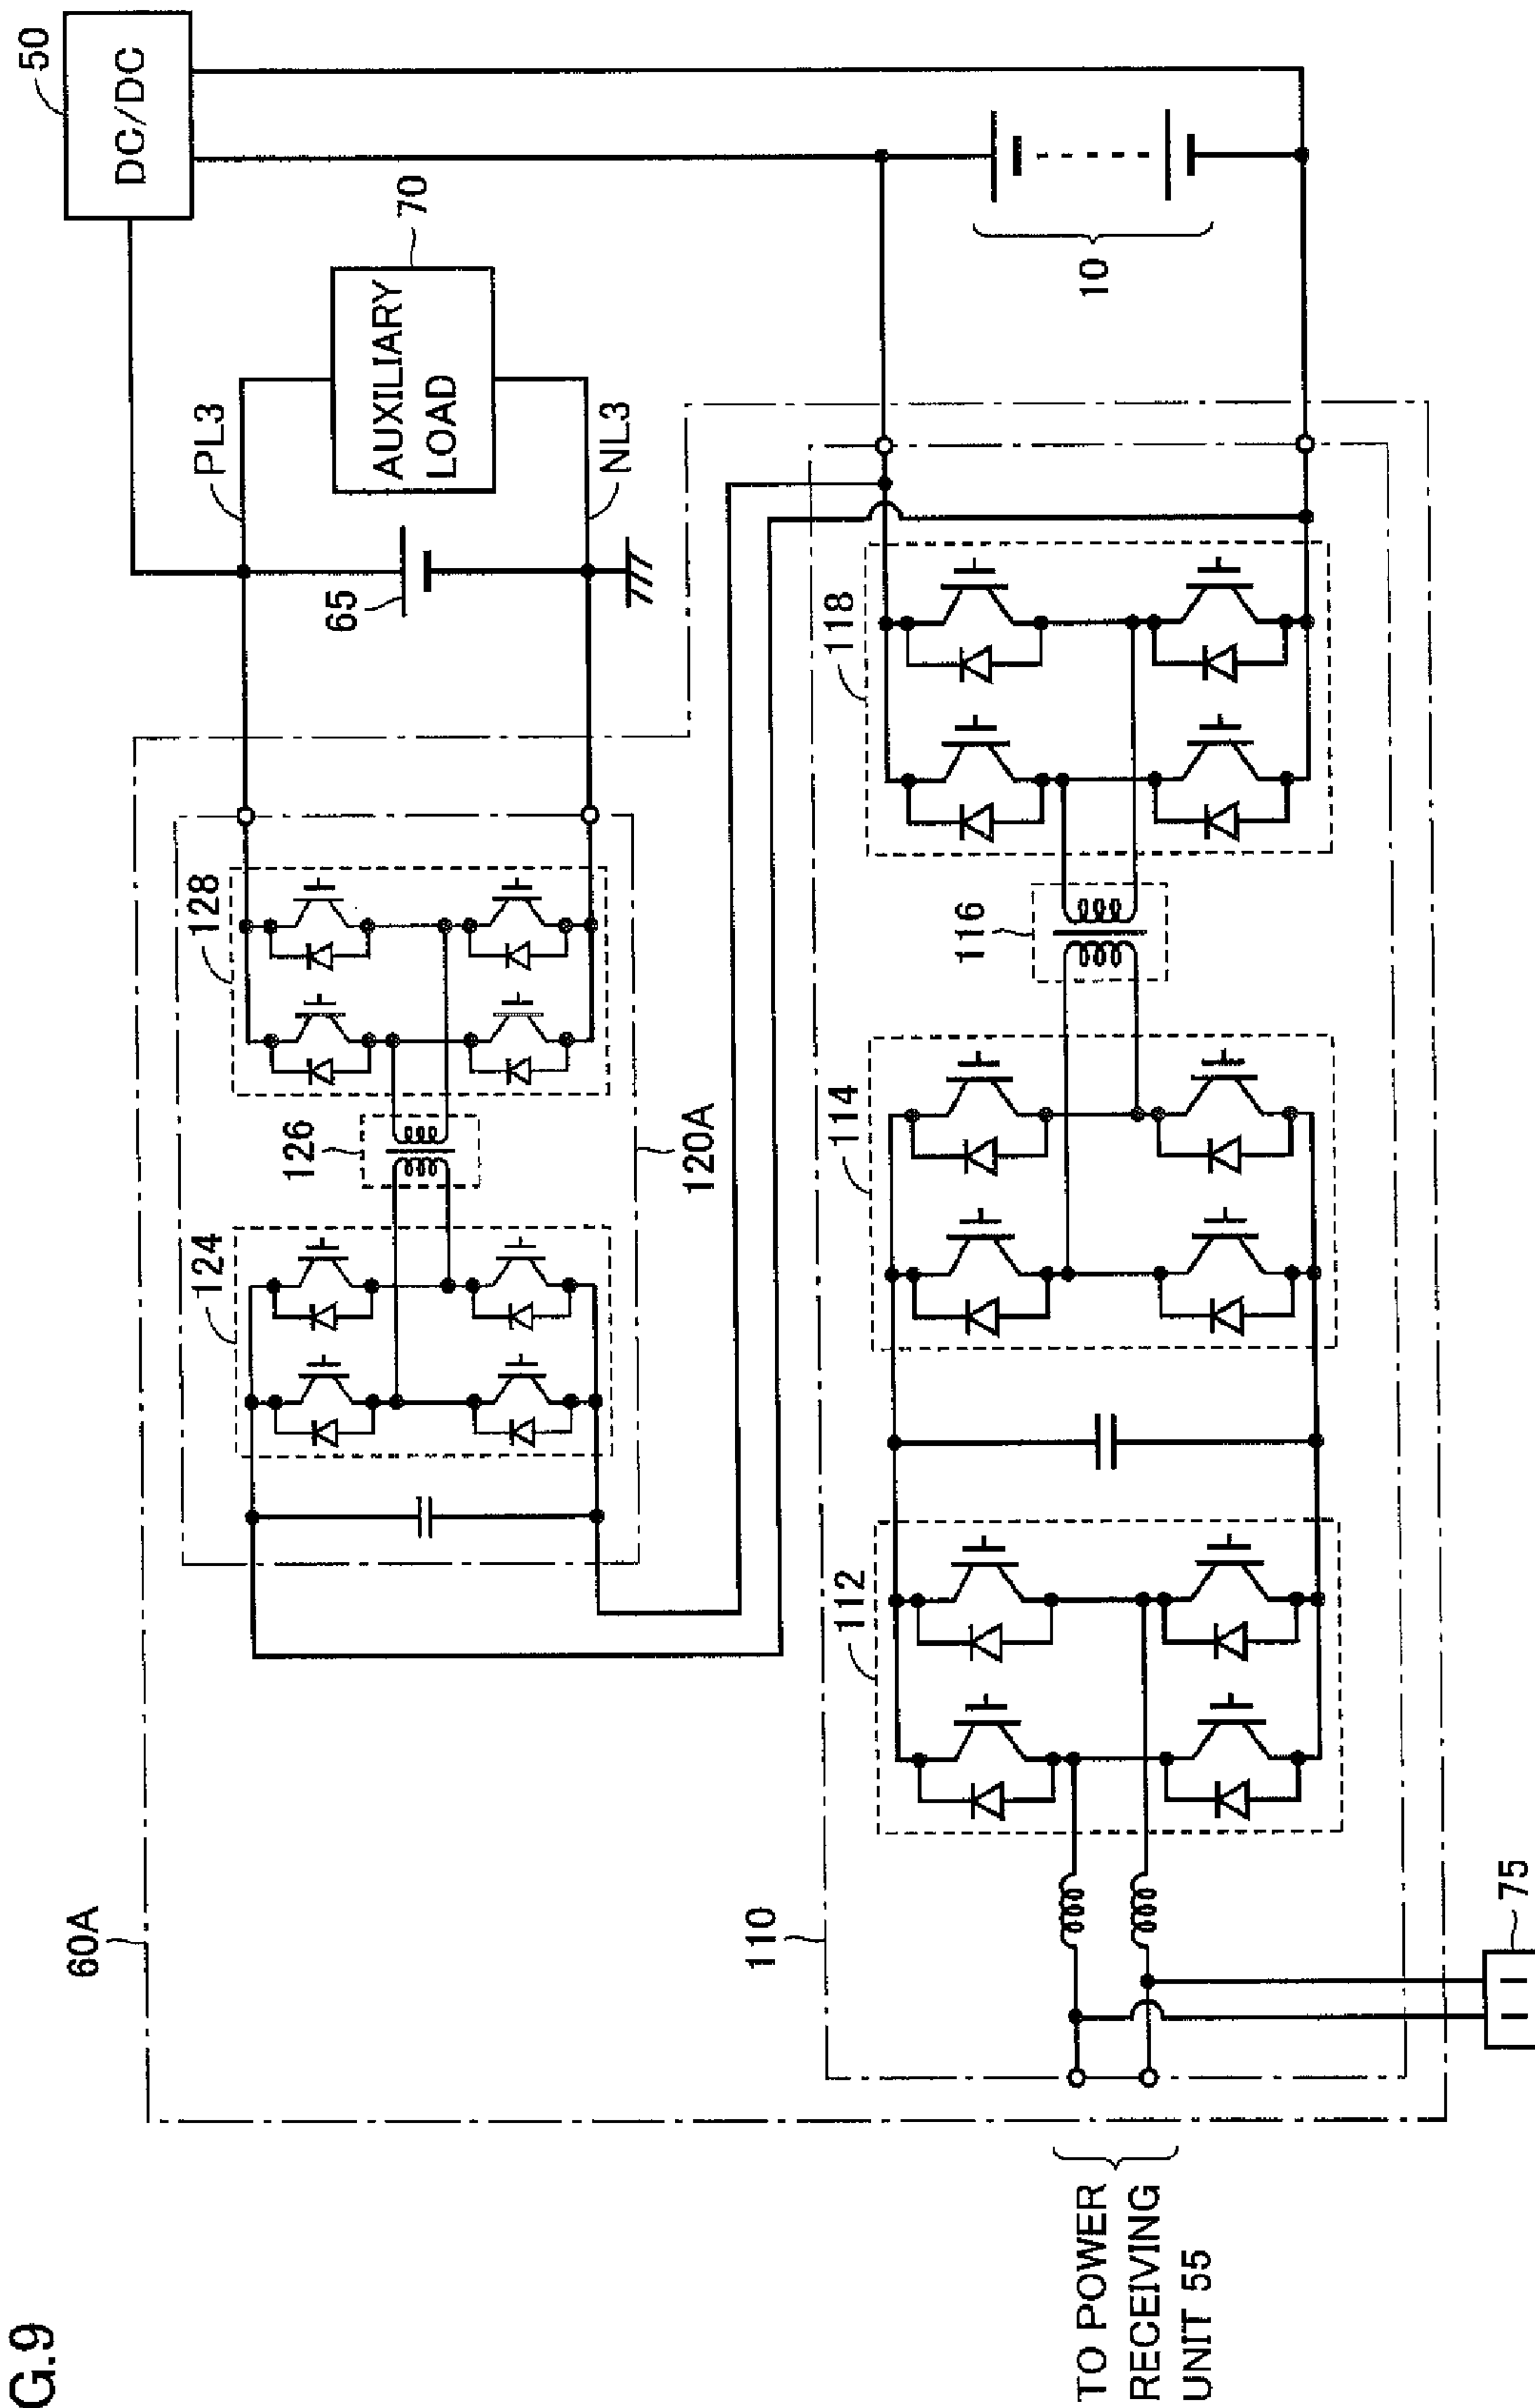 G.9
60A
124
126
128
120A
PL3
65
NL3
70
AUXILIARY
LOAD
50
DC/DC
110
112
114
116
118
10
TO POWER
RECEIVING
UNIT 55
75